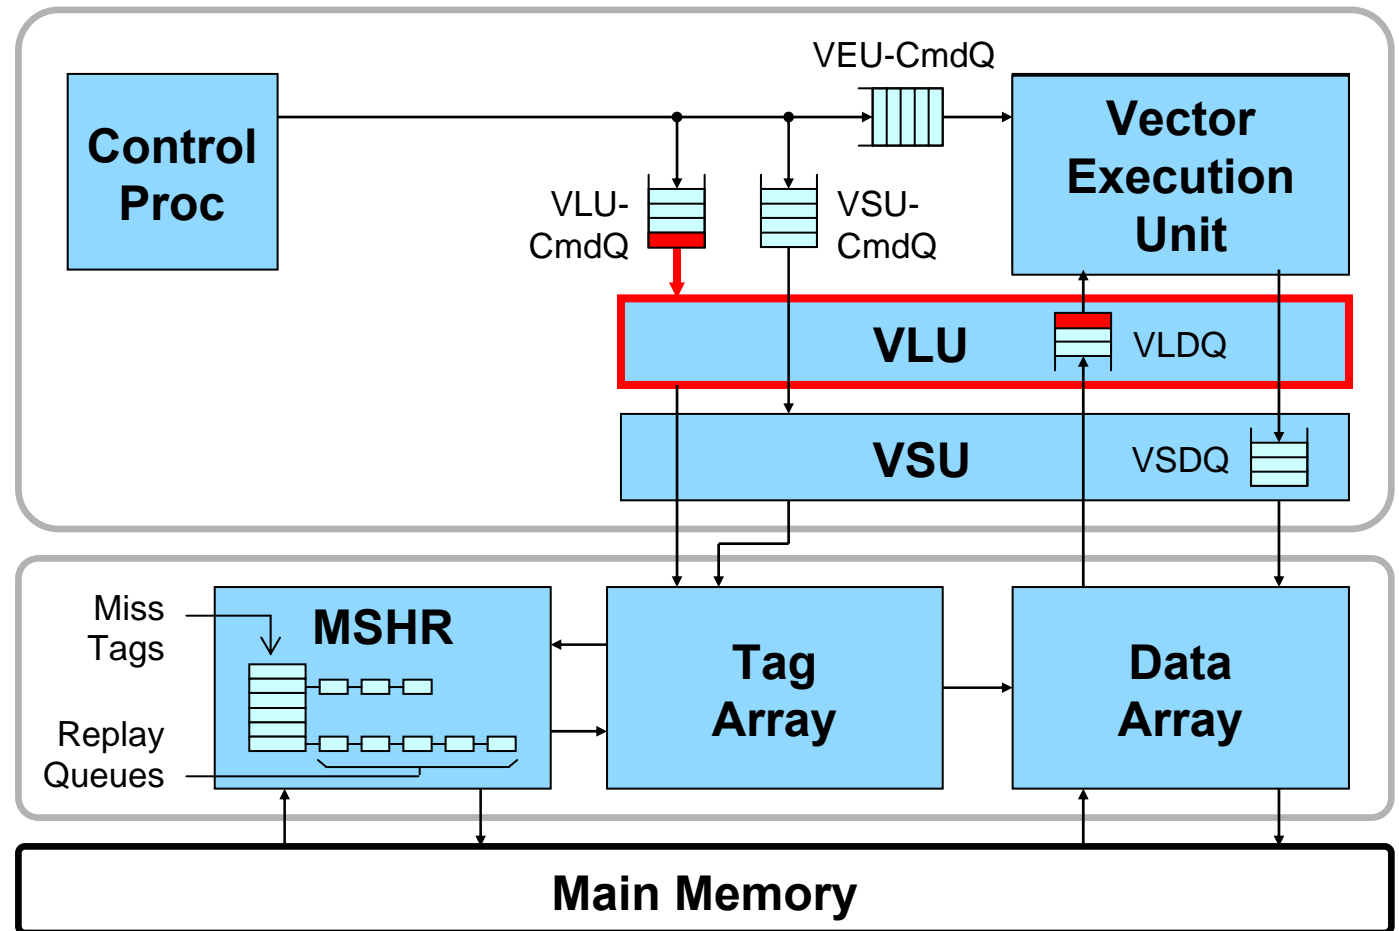 VEU-CmdQ
Control
Proc
Vector
Execution
Unit
VLU-
CmdQ
VSU-
CmdQ
VLU
VLDQ
VSU
VSDQ
Miss
Tags
MSHR
Replay
Queues
Tag
Array
Data
Array
Main Memory